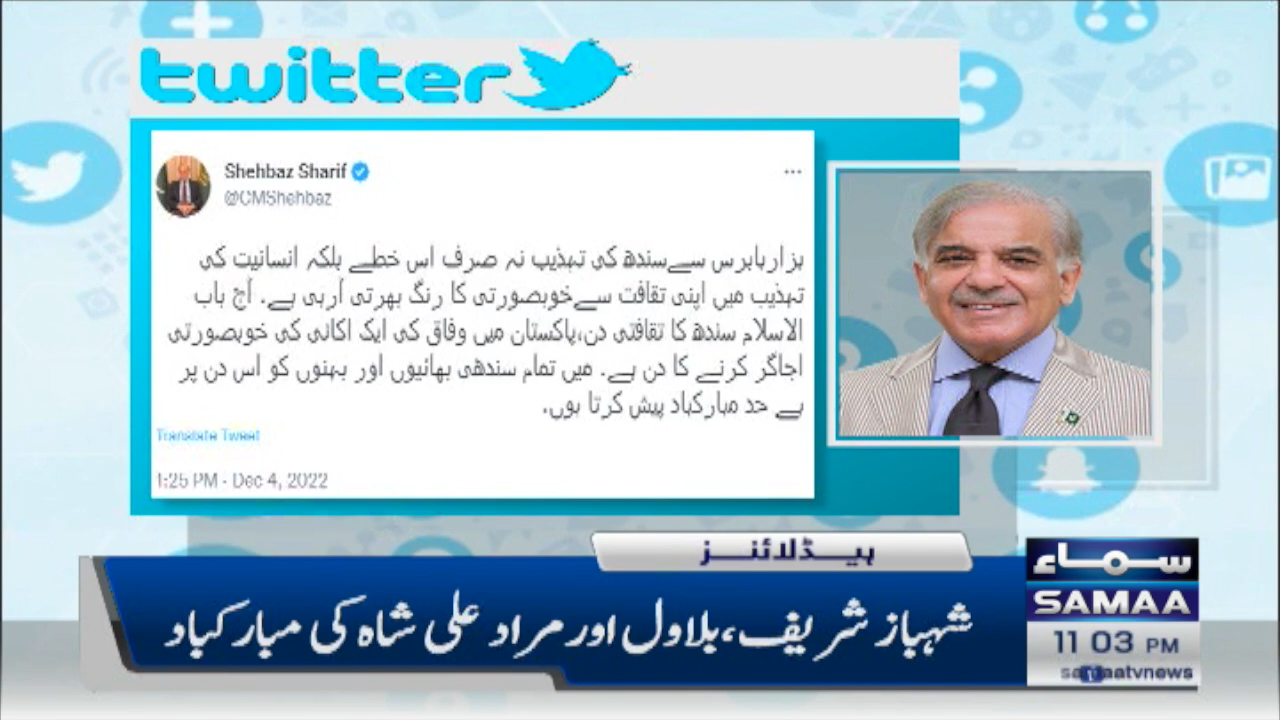 twitter
Shehbaz Sharif
@CMShehbaz
ہزارہا برس سے سندھ کی تہذیب نہ صرف اس خطے بلکہ انسانیت کی
تہذیب میں اپنی ثقافت سے خوبصورتی کا رنگ بھرتی آرہی ہے۔ آج باب
الاسلام سندھ کا ثقافتی دن،پاکستان میں وفاق کی ایک اکائی کی خوبصورتی
اجاگر کرنے کا دن ہے۔ میں تمام سندھی بھائیوں اور بہنوں کو اس دن پر
بے حد مبارکباد پیش کرتا ہوں۔
Translate Tweet
1:25 PM - Dec 4, 2022
ہیڈلائنز
شہباز شریف، بلاول اور مراد علی شاہ کی مبارکباد
سماء
SAMAA
11 03 PM
samaatvnews